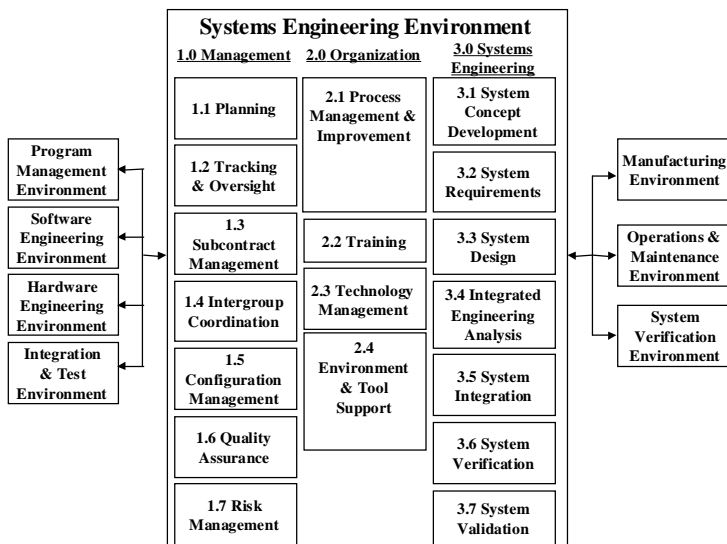 Systems Engineering Environment
1.0 Management
2.0 Organization
3.0 Systems
Engineering
1.1 Planning
1.2 Tracking
& Oversight
1.3
Subcontract
Management
1.4 Intergroup
Coordination
1.5
Configuration
Management
1.6 Quality
Assurance
1.7 Risk
Management
2.1 Process
Management &
Improvement
2.2 Training
2.3 Technology
Management
2.4
Environment
& Tool
Support
3.1 System
Concept
Development
3.2 System
Requirements
3.3 System
Design
3.4 Integrated
Engineering
Analysis
3.5 System
Integration
3.6 System
Verification
3.7 System
Validation
Program
Management
Environment
Software
Engineering
Environment
Hardware
Engineering
Environment
Integration
& Test
Environment
Manufacturing
Environment
Operations &
Maintenance
Environment
System
Verification
Environment